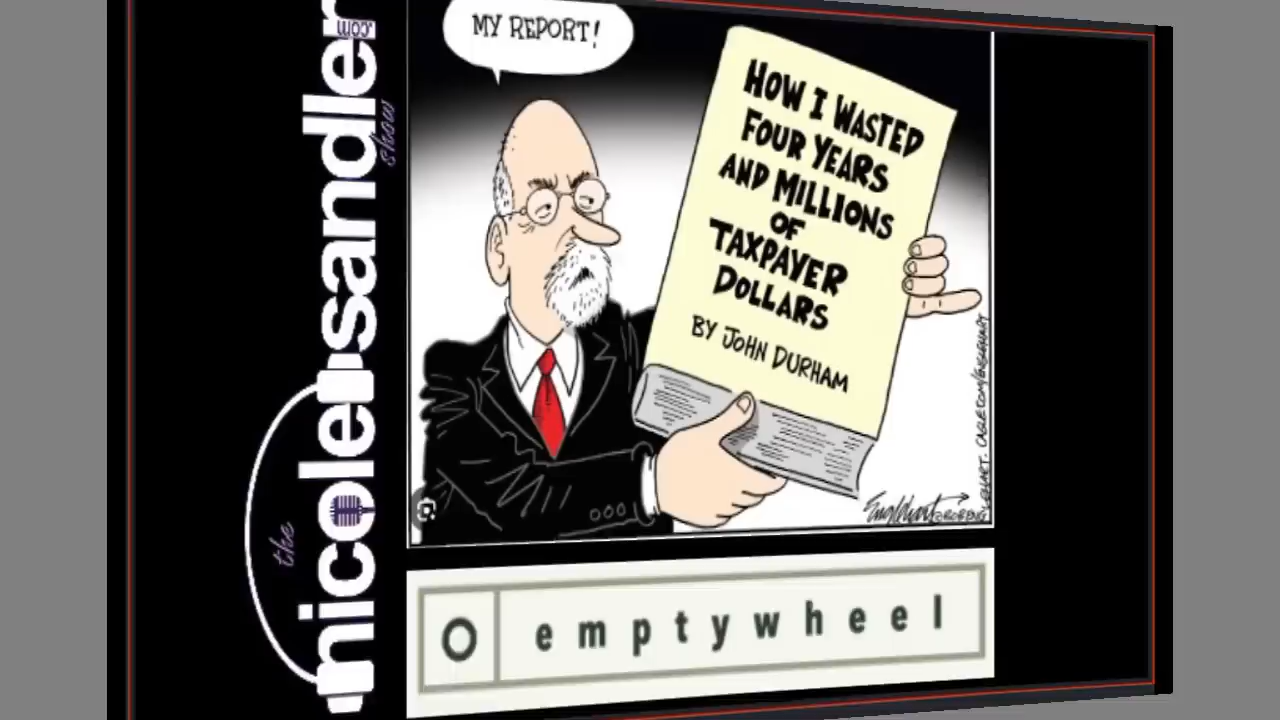 the
nicole sandler
show
.com
MY REPORT!
HOW I WASTED
FOUR YEARS
AND MILLIONS
OF
TAXPAYER
DOLLARS
BY JOHN DURHAM
emptywheel